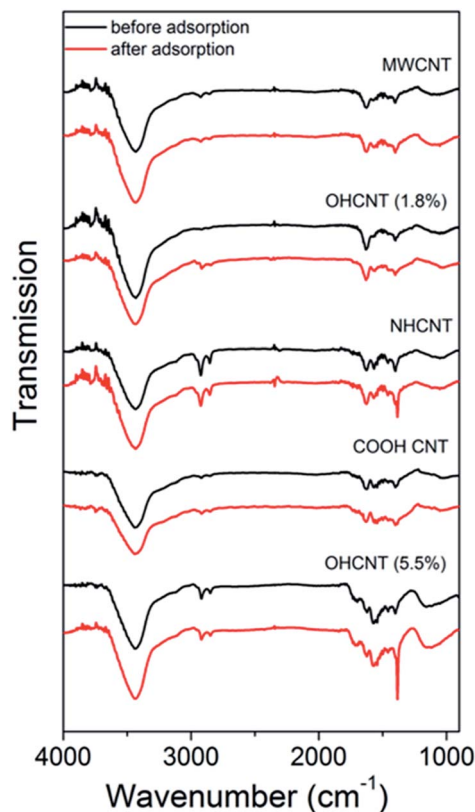 before adsorption
after adsorption
MWCNT
OHCNT (1.8%)
NHCNT
COOH CNT
OHCNT (5.5%)
Transmission
4000 3000 2000 1000
Wavenumber (cm⁻¹)